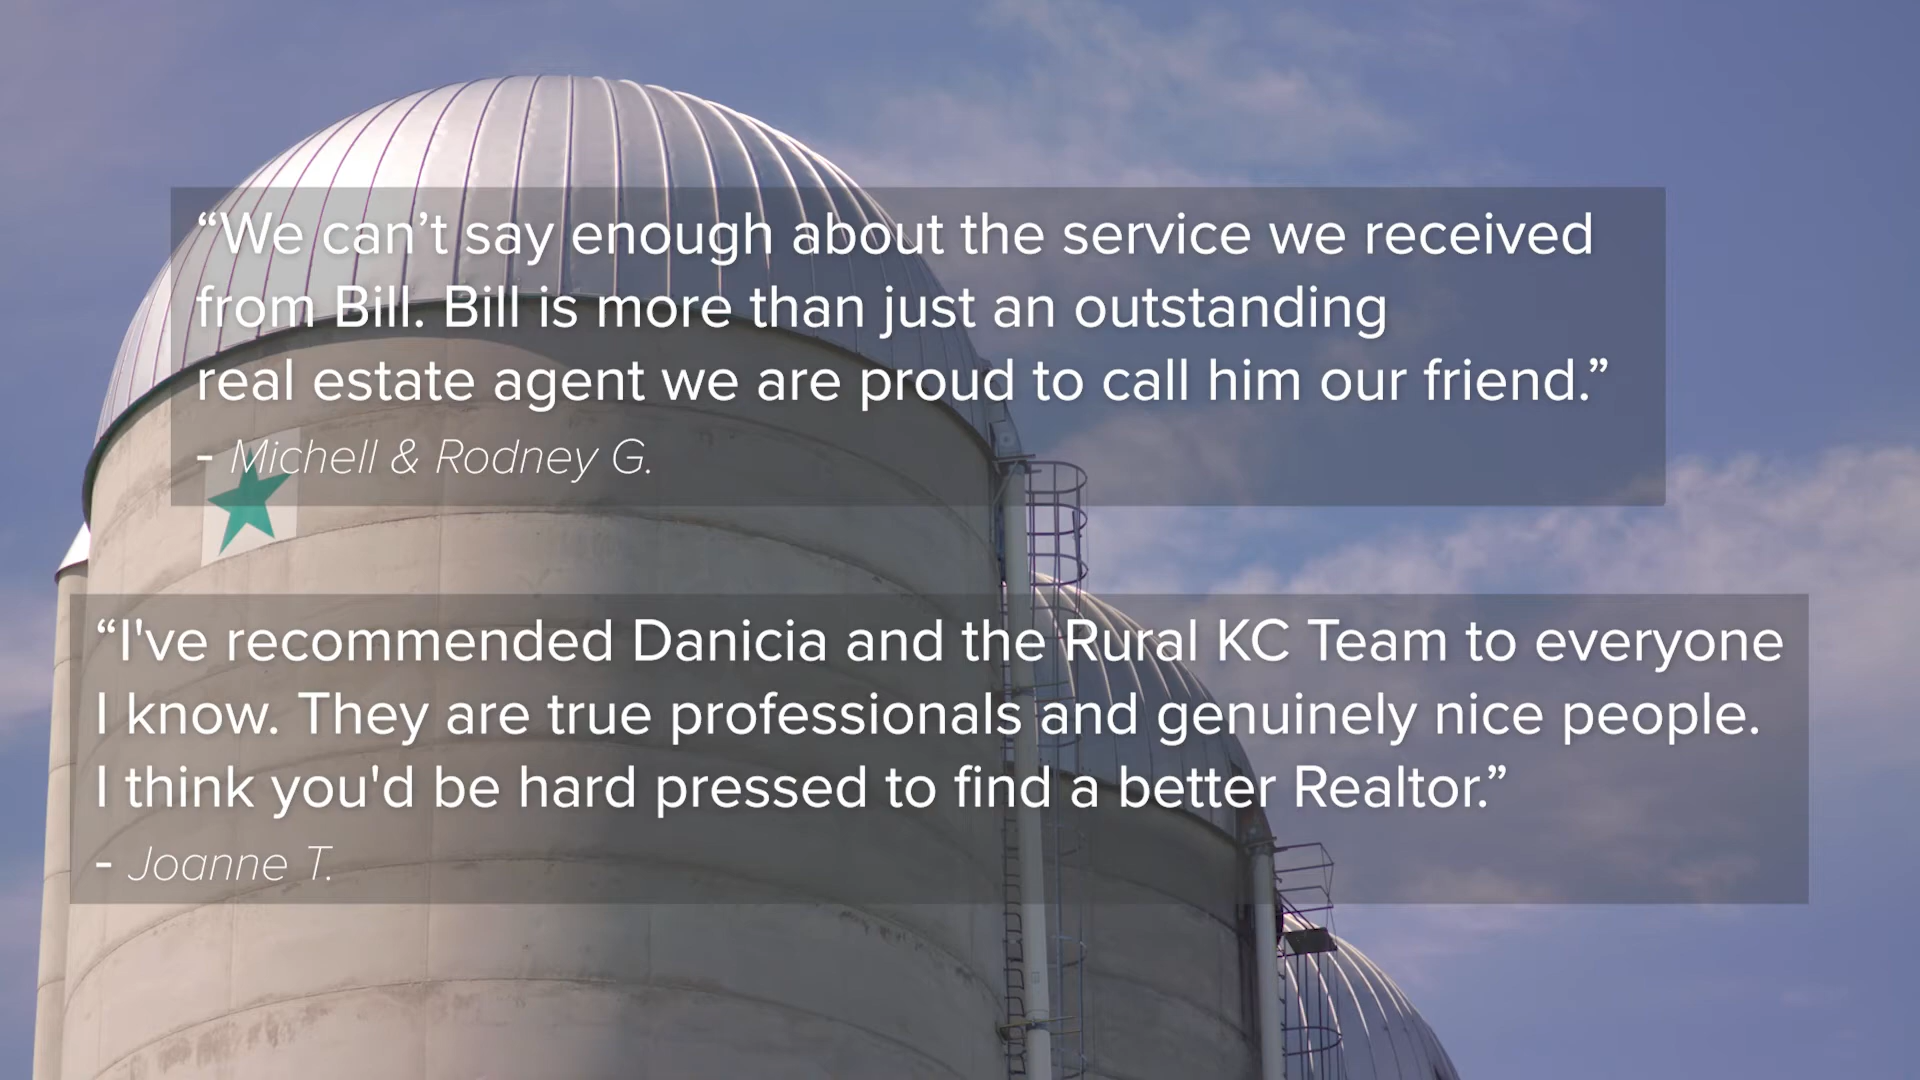 “We can’t say enough about the service we received
from Bill. Bill is more than just an outstanding
real estate agent we are proud to call him our friend.”
- Michell & Rodney G.
“I've recommended Danicia and the Rural KC Team to everyone
I know. They are true professionals and genuinely nice people.
I think you'd be hard pressed to find a better Realtor.”
- Joanne T.